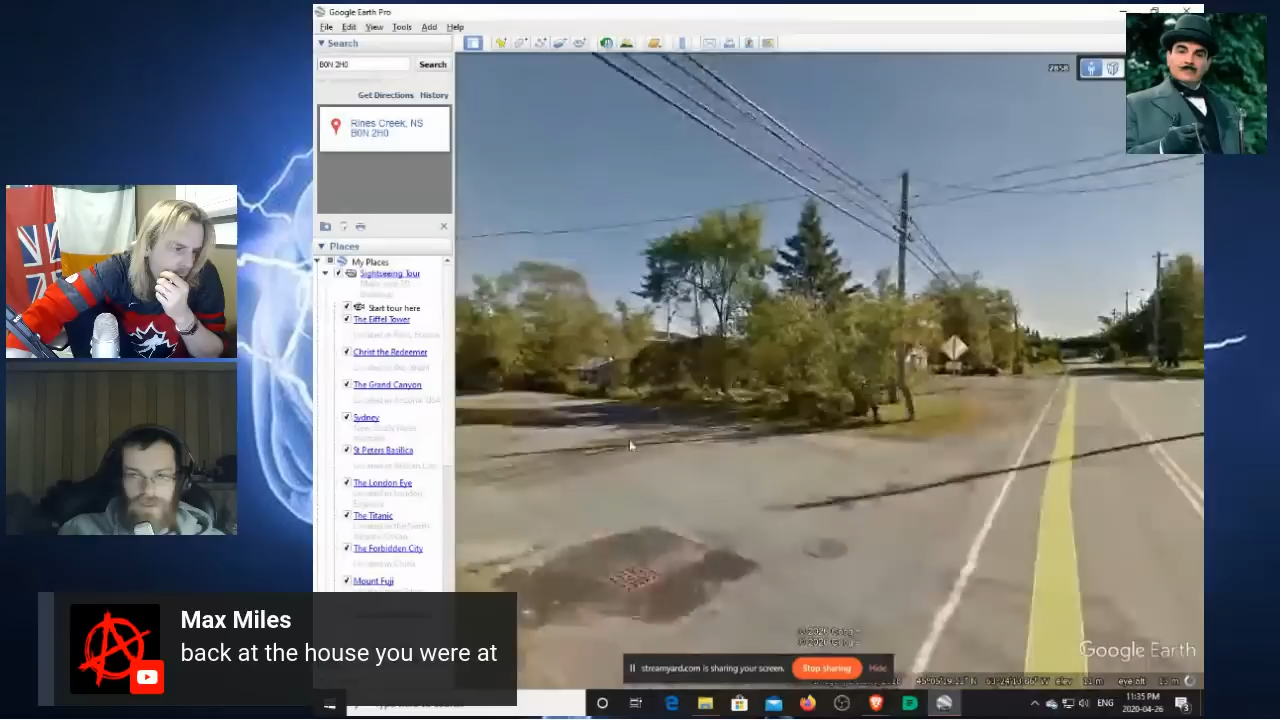 Google Earth Pro
File Edit View Tools Add Help
Search
B0N 2H0 Search
Get Directions History
Rines Creek, NS
B0N 2H0
Places
My Places
Sightseeing Tour
Start tour here
The Eiffel Tower
Christ the Redeemer
The Grand Canyon
Sydney
St Peters Basilica
The London Eye
The Titanic
The Forbidden City
Mount Fuji
Google Earth
streamyard.com is sharing your screen. Stop sharing Hide
Max Miles
back at the house you were at
ENG
11:35 PM
2020-04-26